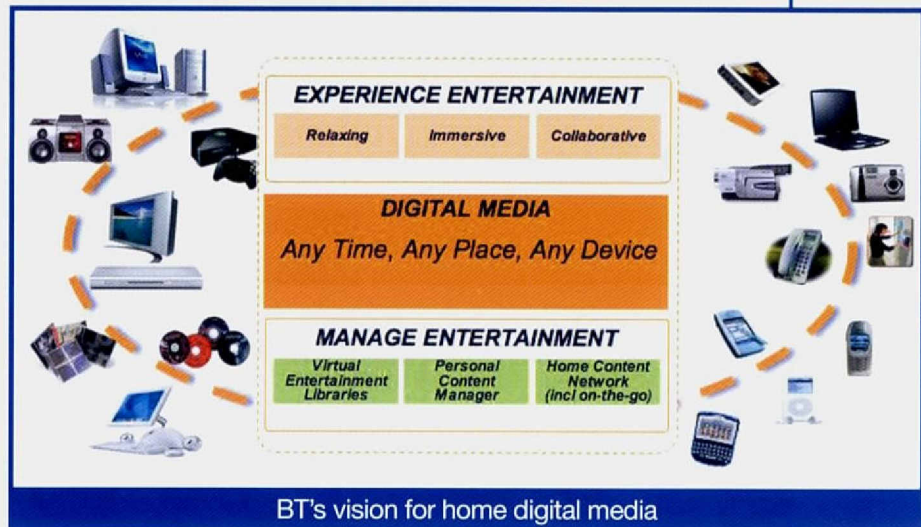 EXPERIENCE ENTERTAINMENT
Relaxing
Immersive
Collaborative
DIGITAL MEDIA
Any Time, Any Place, Any Device
MANAGE ENTERTAINMENT
Virtual
Entertainment
Libraries
Personal
Content
Manager
Home Content
Network
(incl on-the-go)
BT's vision for home digital media